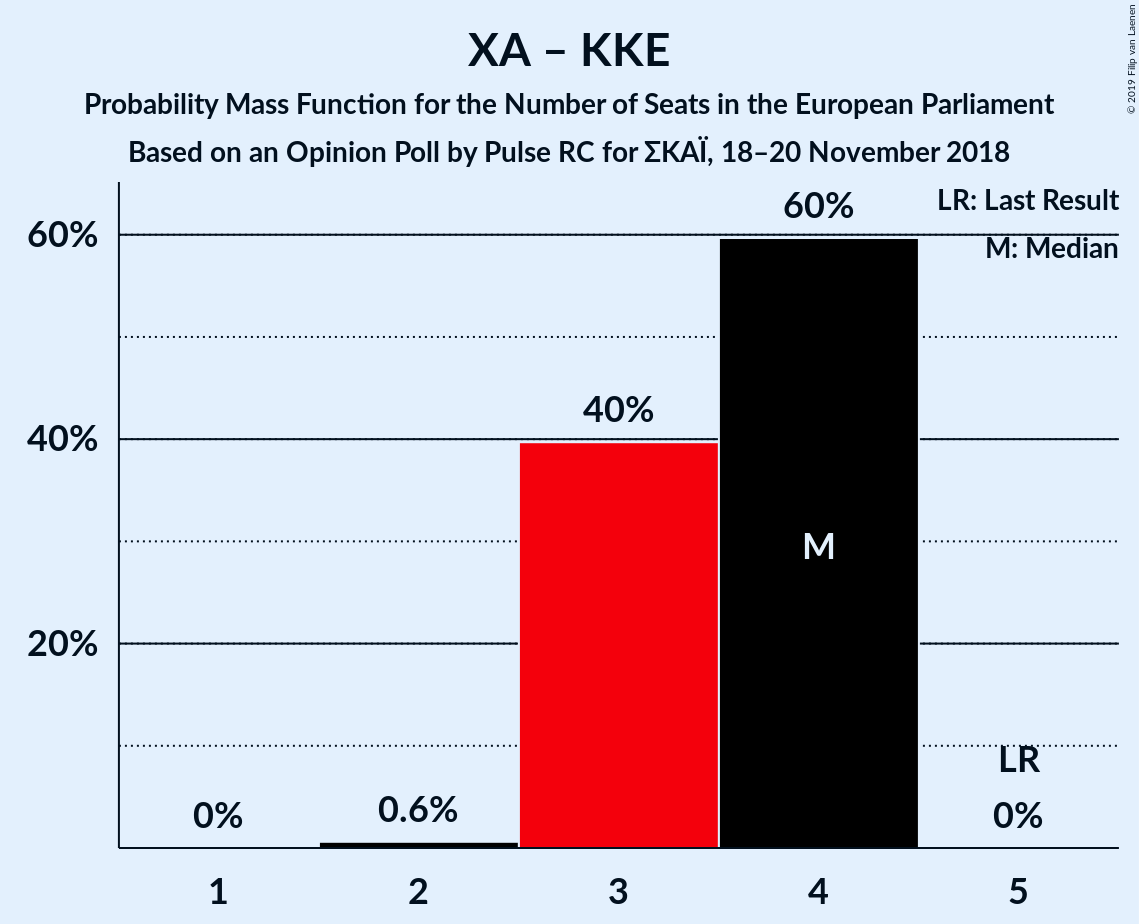 XA – KKE
Probability Mass Function for the Number of Seats in the European Parliament
Based on an Opinion Poll by Pulse RC for ΣΚΑΪ, 18–20 November 2018
© 2019 Filip van Laenen
LR: Last Result
M: Median
60%
40%
20%
0%
0.6%
40%
60%
M
LR
0%
1
2
3
4
5